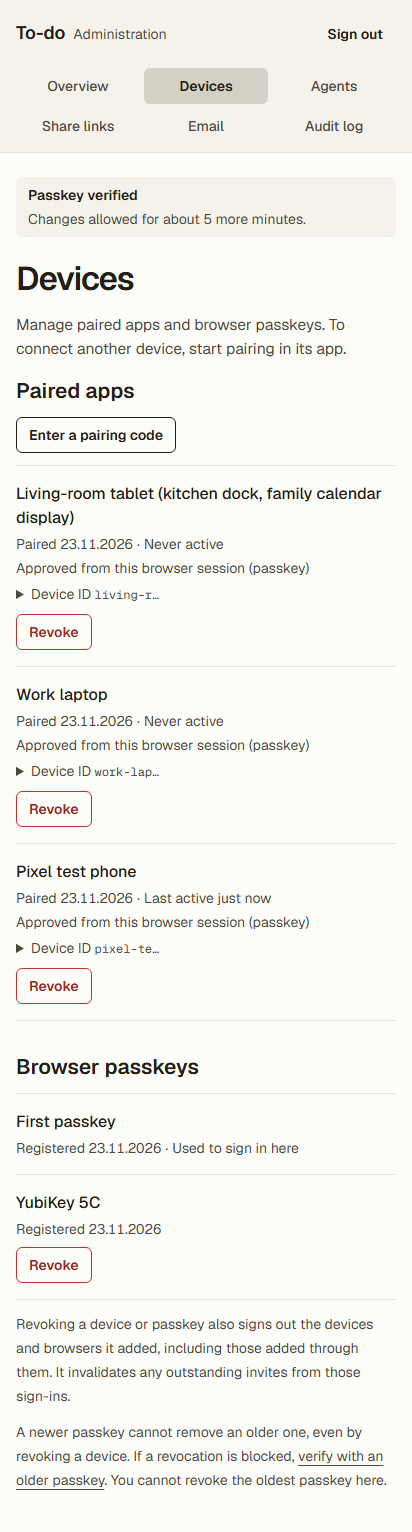 To-do Administration Sign out
Overview Devices Agents
Share links Email Audit log
Passkey verified
Changes allowed for about 5 more minutes.
Devices
Manage paired apps and browser passkeys. To
connect another device, start pairing in its app.
Paired apps
Enter a pairing code
Living-room tablet (kitchen dock, family calendar
display)
Paired 23.11.2026 · Never active
Approved from this browser session (passkey)
Device ID living-r…
Revoke
Work laptop
Paired 23.11.2026 · Never active
Approved from this browser session (passkey)
Device ID work-lap…
Revoke
Pixel test phone
Paired 23.11.2026 · Last active just now
Approved from this browser session (passkey)
Device ID pixel-te…
Revoke
Browser passkeys
First passkey
Registered 23.11.2026 · Used to sign in here
YubiKey 5C
Registered 23.11.2026
Revoke
Revoking a device or passkey also signs out the devices
and browsers it added, including those added through
them. It invalidates any outstanding invites from those
sign-ins.
A newer passkey cannot remove an older one, even by
revoking a device. If a revocation is blocked, verify with an
older passkey. You cannot revoke the oldest passkey here.